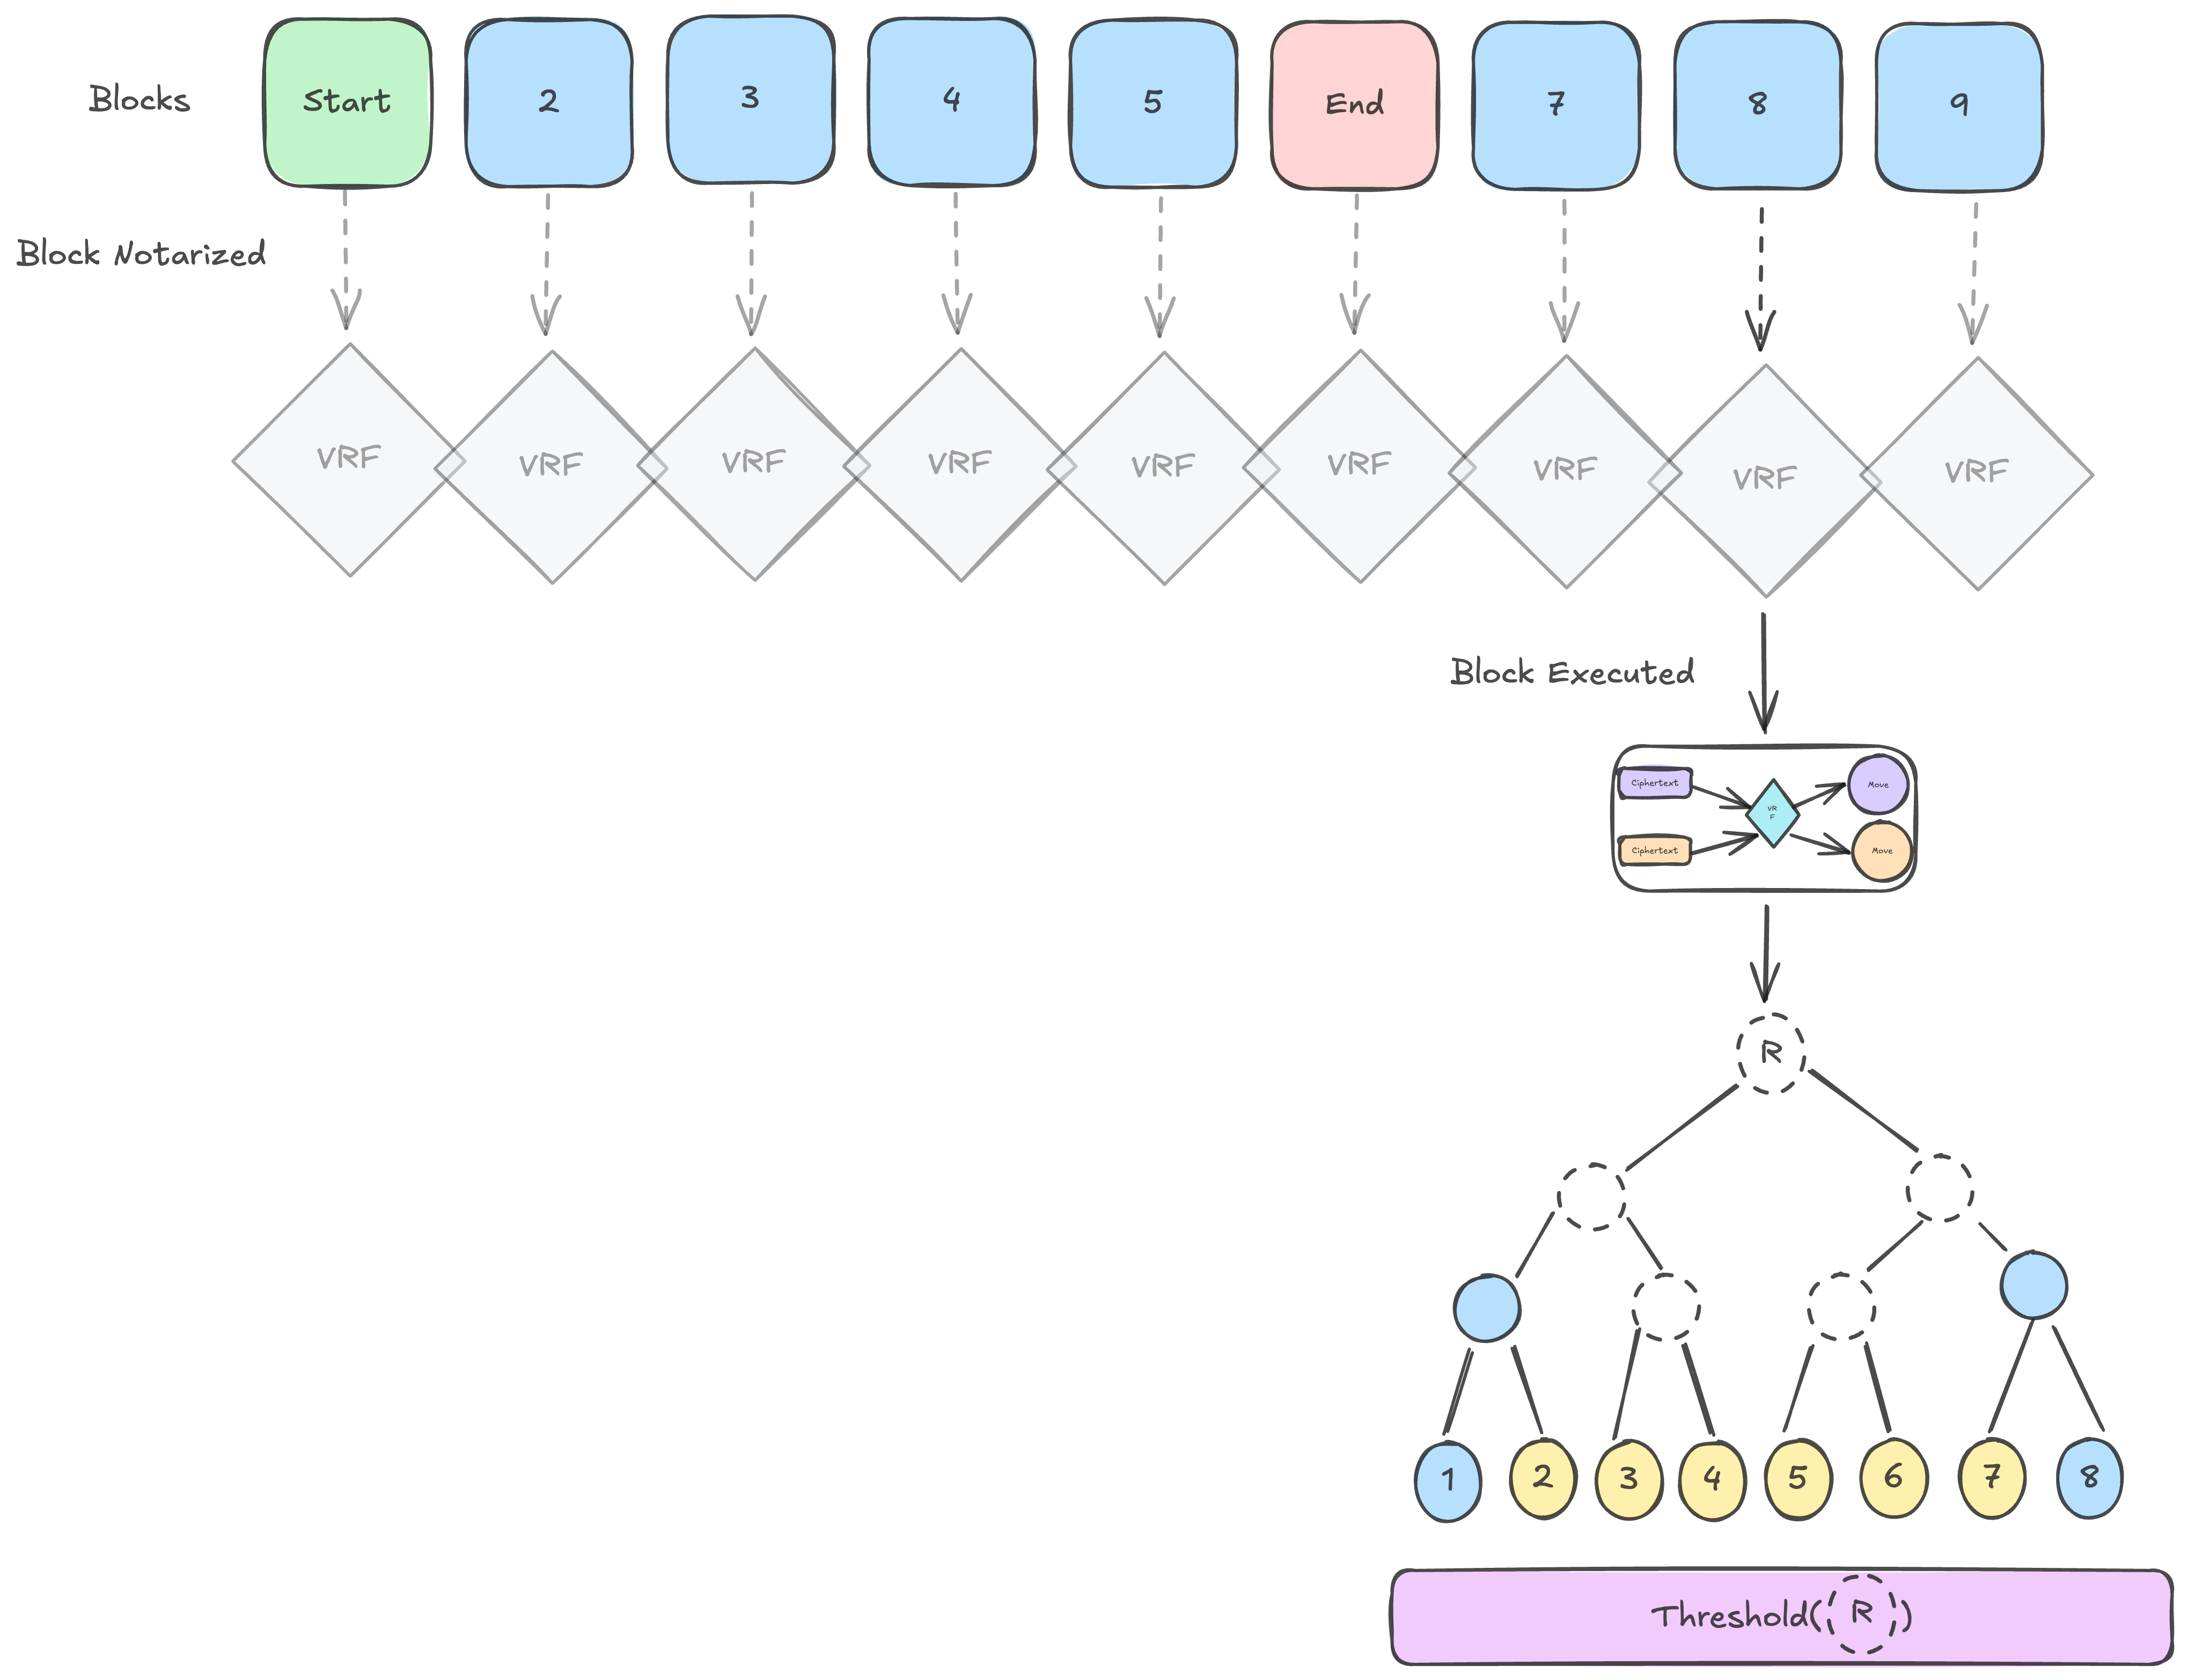 Blocks
Start
2
3
4
5
End
7
8
9
Block Notarized
VRF
VRF
VRF
VRF
VRF
VRF
VRF
VRF
VRF
Block Executed
Ciphertext
VR
F
Move
Ciphertext
Move
R
1
2
3
4
5
6
7
8
Threshold(R)